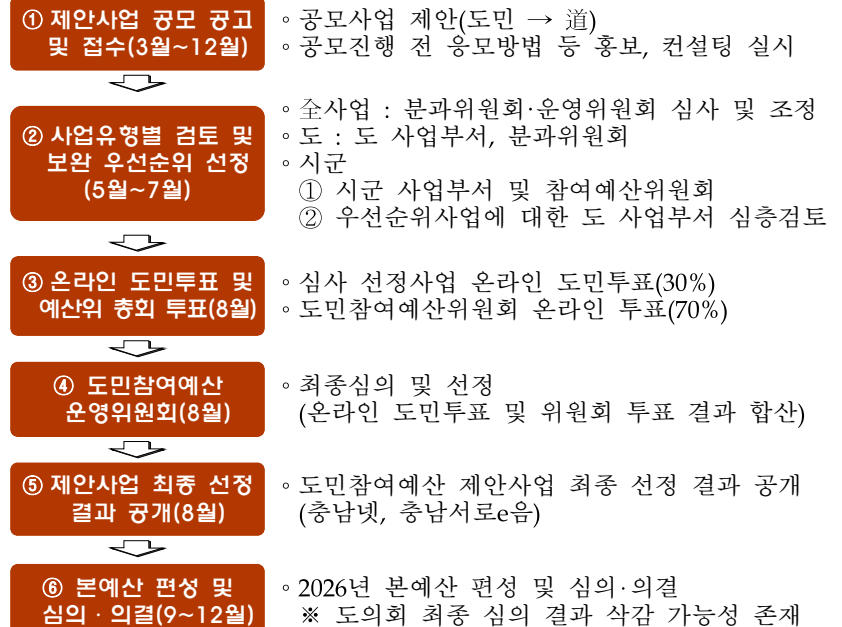 ① 제안사업 공모 공고
및 접수(3월~12월)
◦ 공모사업 제안(도민 → 道)
◦ 공모진행 전 응모방법 등 홍보, 컨설팅 실시
② 사업유형별 검토 및
보완 우선순위 선정
(5월~7월)
◦ 全사업 : 분과위원회·운영위원회 심사 및 조정
◦ 도 : 도 사업부서, 분과위원회
◦ 시군
① 시군 사업부서 및 참여예산위원회
② 우선순위사업에 대한 도 사업부서 심층검토
③ 온라인 도민투표 및
예산위 총회 투표(8월)
◦ 심사 선정사업 온라인 도민투표(30%)
◦ 도민참여예산위원회 온라인 투표(70%)
④ 도민참여예산
운영위원회(8월)
◦ 최종심의 및 선정
(온라인 도민투표 및 위원회 투표 결과 합산)
⑤ 제안사업 최종 선정
결과 공개(8월)
◦ 도민참여예산 제안사업 최종 선정 결과 공개
(충남넷, 충남서로e음)
⑥ 본예산 편성 및
심의 · 의결(9~12월)
◦ 2026년 본예산 편성 및 심의·의결
※ 도의회 최종 심의 결과 삭감 가능성 존재